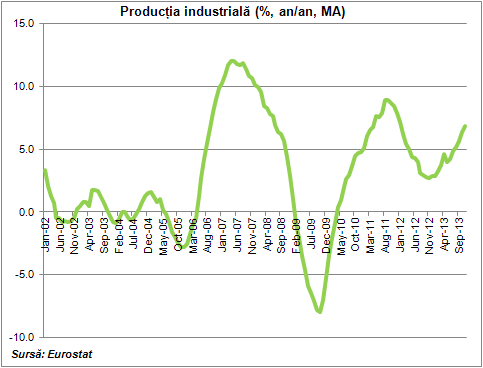 Producția industrială (%, an/an, MA)
15.0
10.0
5.0
0.0
-5.0
-10.0
Jan-02
Jun-02
Nov-02
Apr-03
Sep-03
Feb-04
Jul-04
Dec-04
May-05
Oct-05
Mar-06
Aug-06
Jan-07
Jun-07
Nov-07
Apr-08
Sep-08
Feb-09
Jul-09
Dec-09
May-10
Oct-10
Mar-11
Aug-11
Jan-12
Jun-12
Nov-12
Apr-13
Sep-13
Sursă: Eurostat